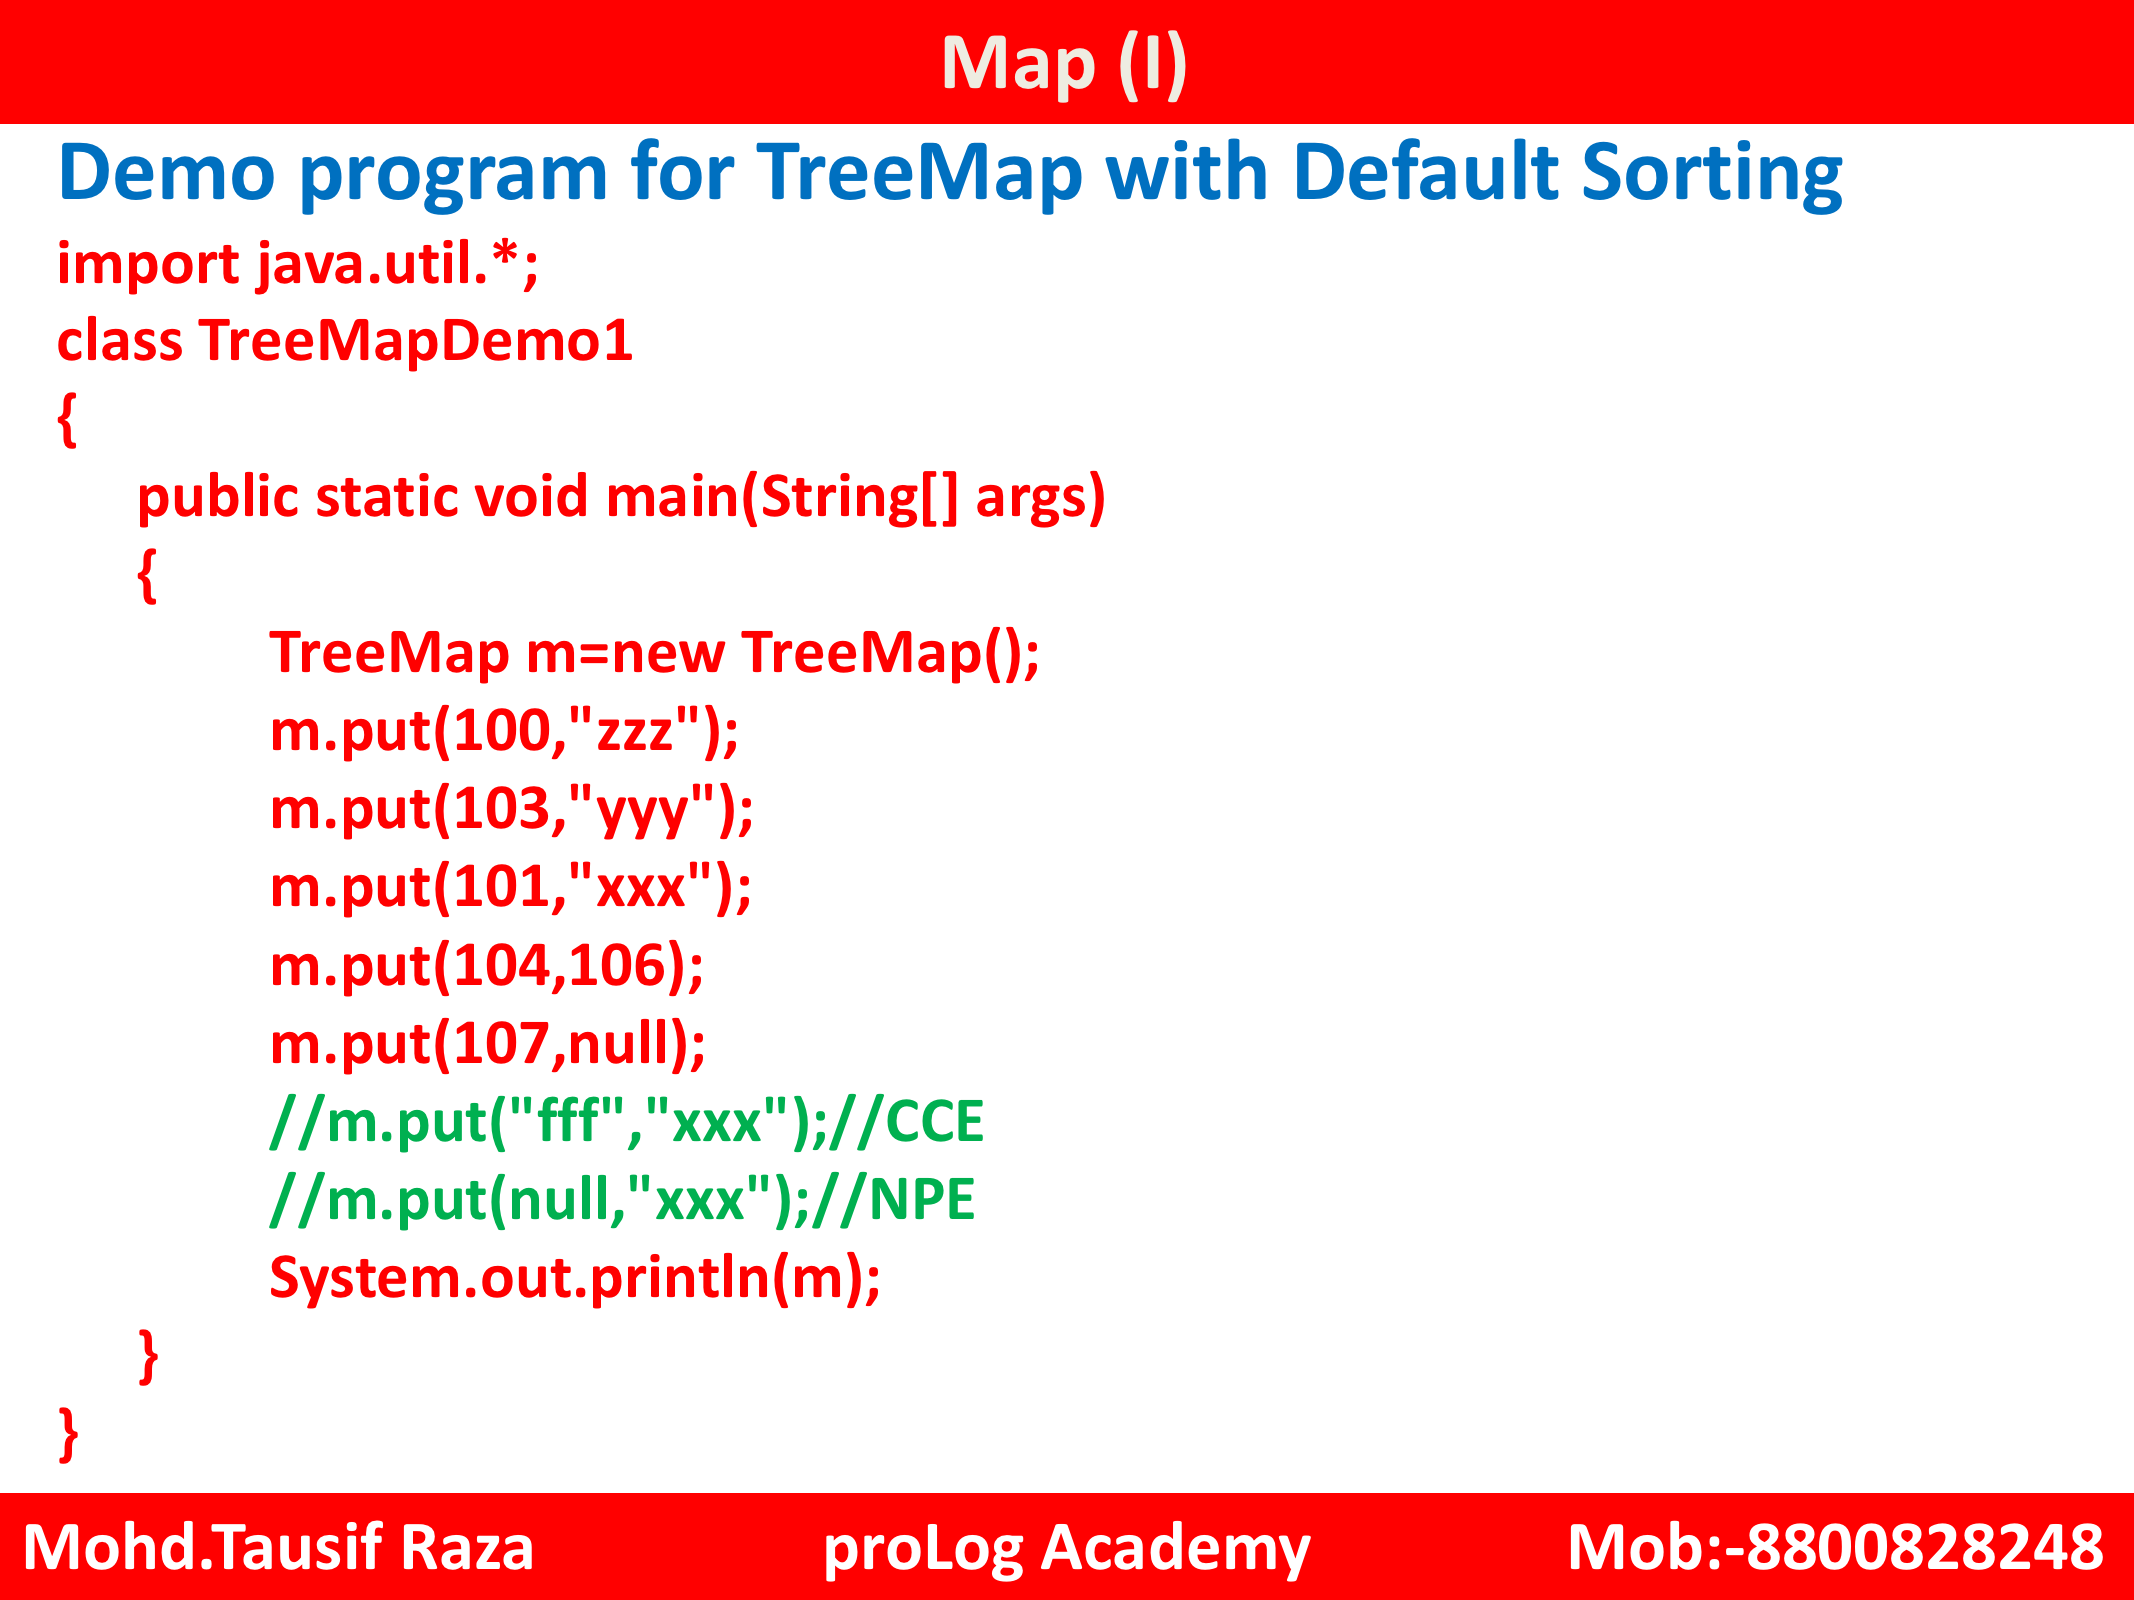 Map (I)
Demo program for TreeMap with Default Sorting
import java.util.*;
class TreeMapDemo1
{
public static void main(String[] args)
{
TreeMap m=new TreeMap();
m.put(100,"zzz");
m.put(103,"yyy");
m.put(101,"xxx");
m.put(104,106);
m.put(107,null);
//m.put("fff","xxx");//CCE
//m.put(null,"xxx");//NPE
System.out.println(m);
}
}
Mohd.Tausif Raza proLog Academy Mob:-8800828248